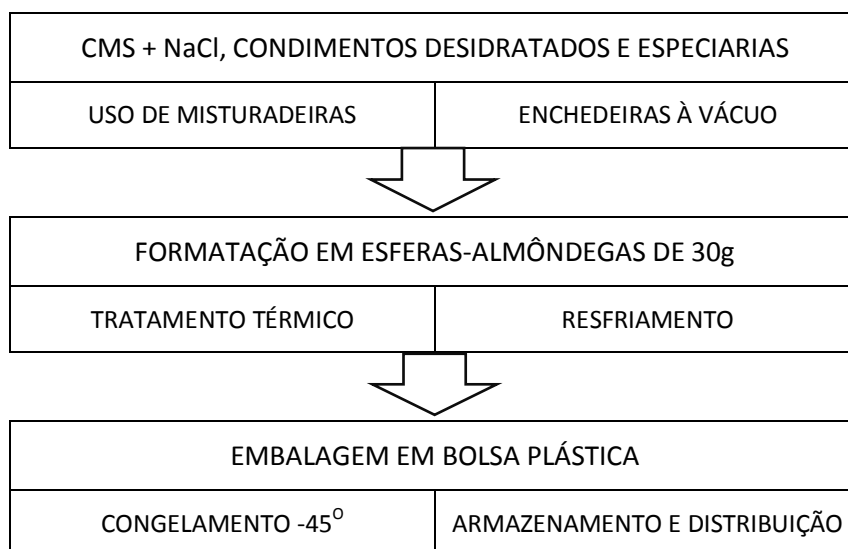 CMS + NaCl, CONDIMENTOS DESIDRATADOS E ESPECIARIAS
USO DE MISTURADEIRAS
ENCHEDEIRAS À VÁCUO
FORMATAÇÃO EM ESFERAS-ALMÔNDEGAS DE 30g
TRATAMENTO TÉRMICO
RESFRIAMENTO
EMBALAGEM EM BOLSA PLÁSTICA
CONGELAMENTO -45⁰
ARMAZENAMENTO E DISTRIBUIÇÃO